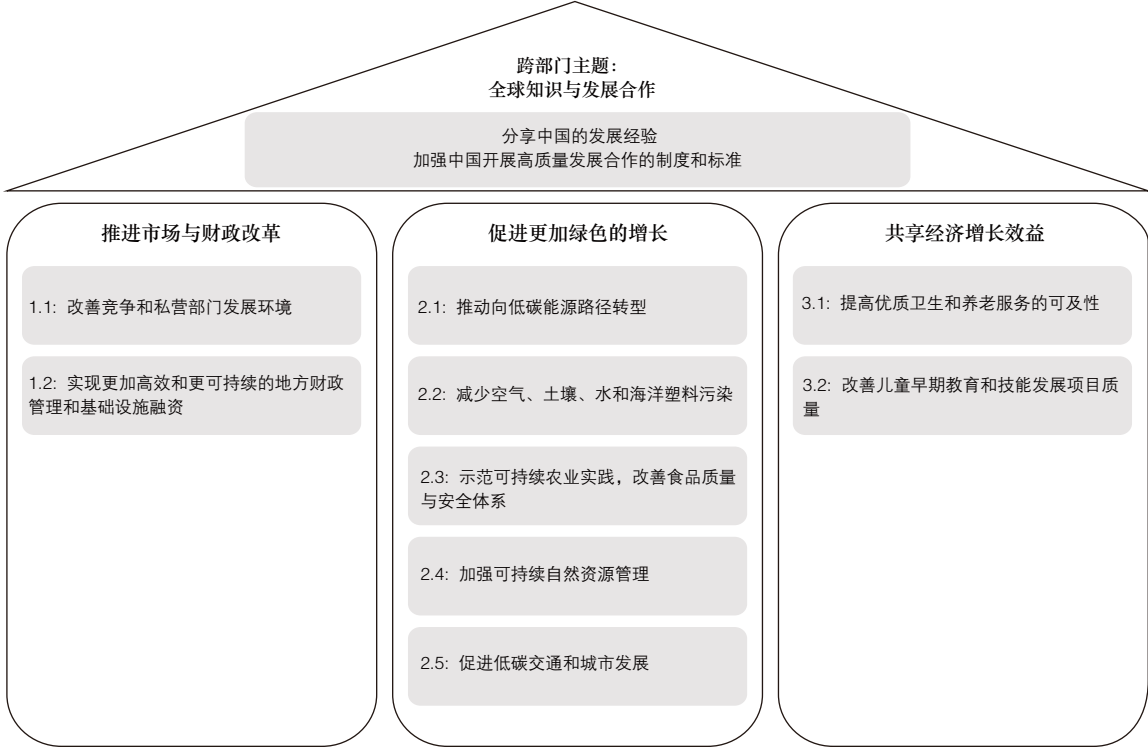 跨部门主题：
全球知识与发展合作
分享中国的发展经验
加强中国开展高质量发展合作的制度和标准
推进市场与财政改革
1.1: 改善竞争和私营部门发展环境
1.2: 实现更加高效和更可持续的地方财政
管理和基础设施融资
促进更加绿色的增长
2.1: 推动向低碳能源路径转型
2.2: 减少空气、土壤、水和海洋塑料污染
2.3: 示范可持续农业实践，改善食品质量
与安全体系
2.4: 加强可持续自然资源管理
2.5: 促进低碳交通和城市发展
共享经济增长效益
3.1: 提高优质卫生和养老服务的可及性
3.2: 改善儿童早期教育和技能发展项目质
量